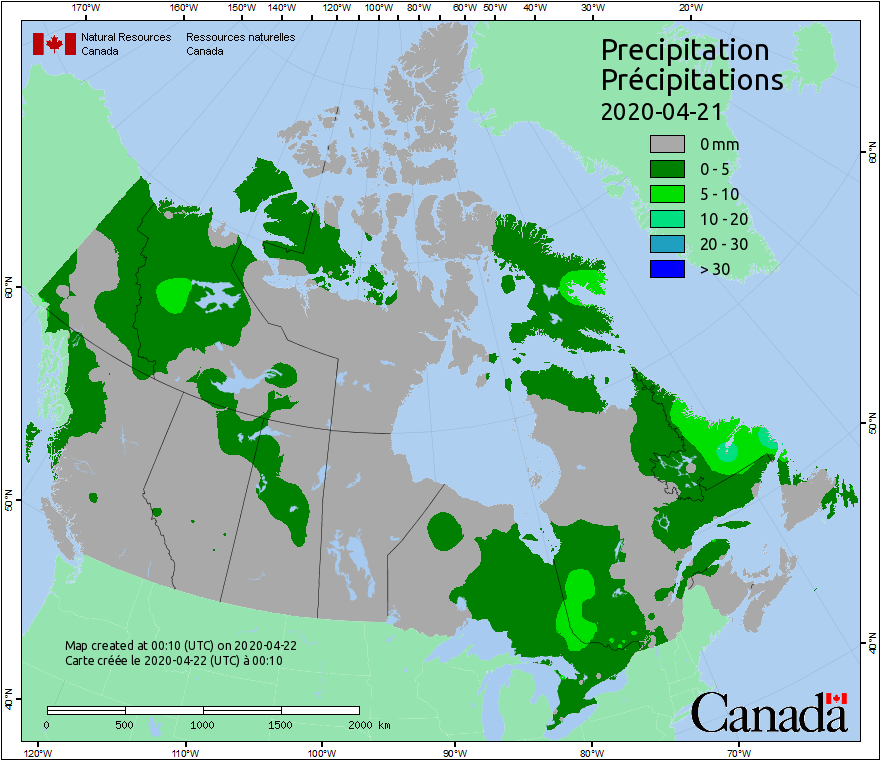 170°W 160°W 150°W 140°W 120°W 100°W 80°W 60°W 50°W 40°W 30°W 20°W
Natural Resources Canada
Ressources naturelles Canada
Precipitation
Précipitations
2020-04-21
0 mm
0 - 5
5 - 10
10 - 20
20 - 30
> 30
60°N
50°N
40°N
60°N
50°N
40°N
Map created at 00:10 (UTC) on 2020-04-22
Carte créée le 2020-04-22 (UTC) à 00:10
0 500 1000 1500 2000 km
Canada
120°W 110°W 100°W 90°W 80°W 70°W